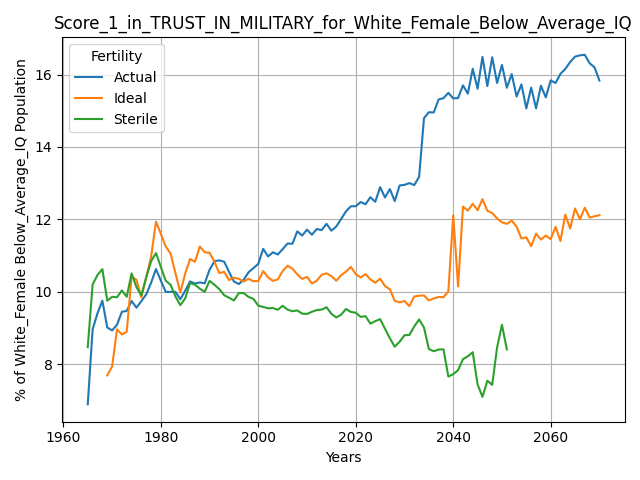 Score_1_in_TRUST_IN_MILITARY_for_White_Female_Below_Average_IQ
Fertility
Actual
Ideal
Sterile
% of White_Female Below_Average_IQ Population
16
14
12
10
8
1960
1980
2000
2020
2040
2060
Years